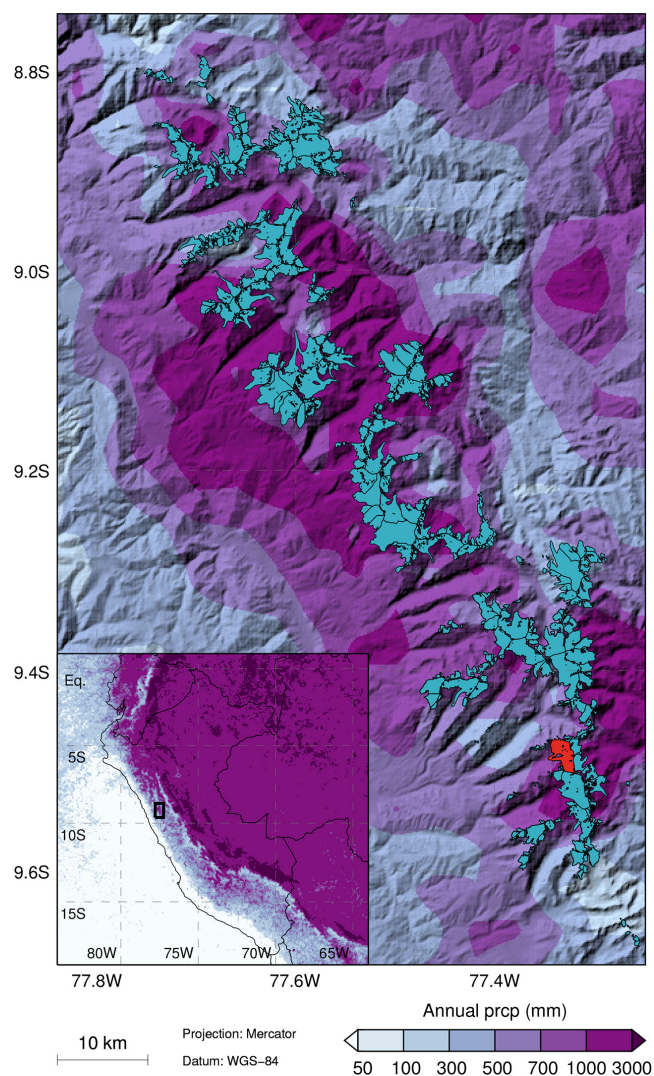 8.8S
9.0S
9.2S
9.4S
9.6S
Eq.
5S
10S
15S
80W 75W 70W 65W
77.8W 77.6W 77.4W
Annual prcp (mm)
10 km
Projection: Mercator
Datum: WGS−84
50 100 300 500 700 1000 3000